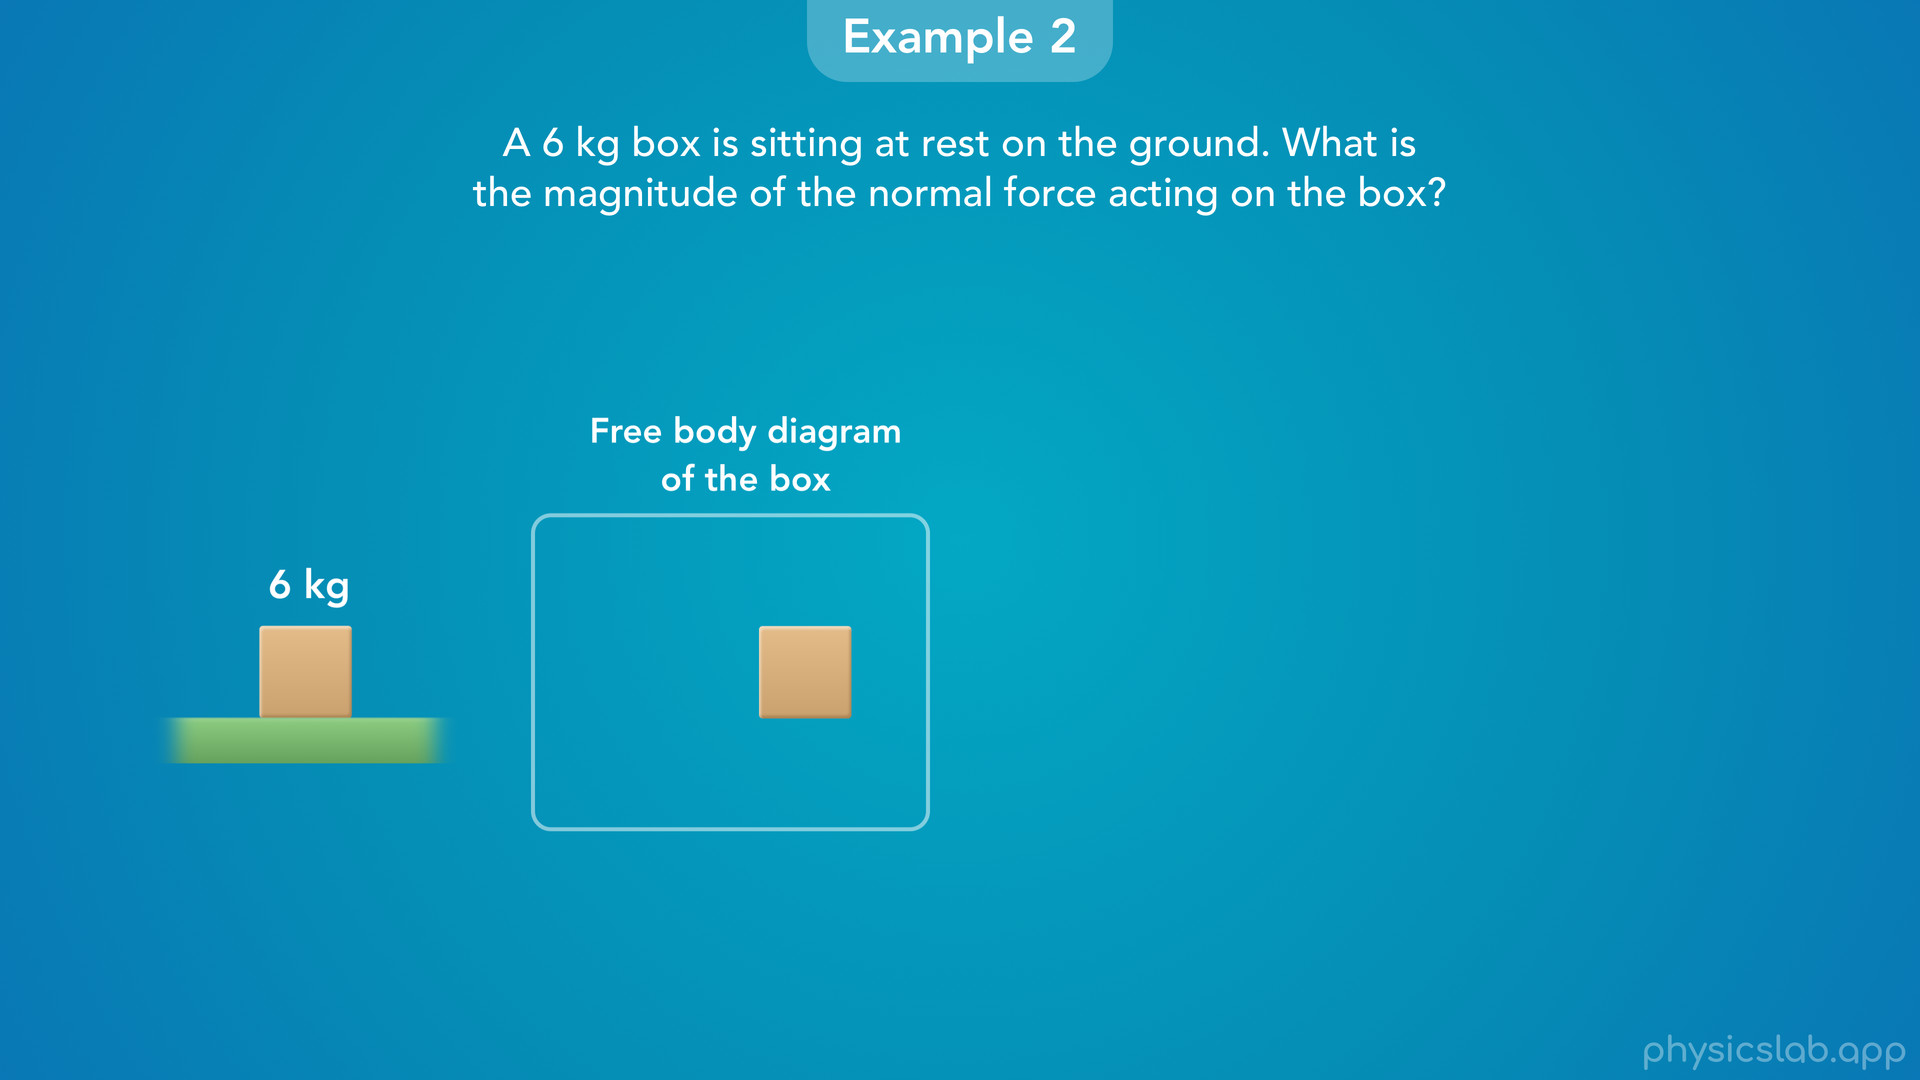 Example 2
A 6 kg box is sitting at rest on the ground. What is
the magnitude of the normal force acting on the box?
Free body diagram
of the box
6 kg
physicslab.app